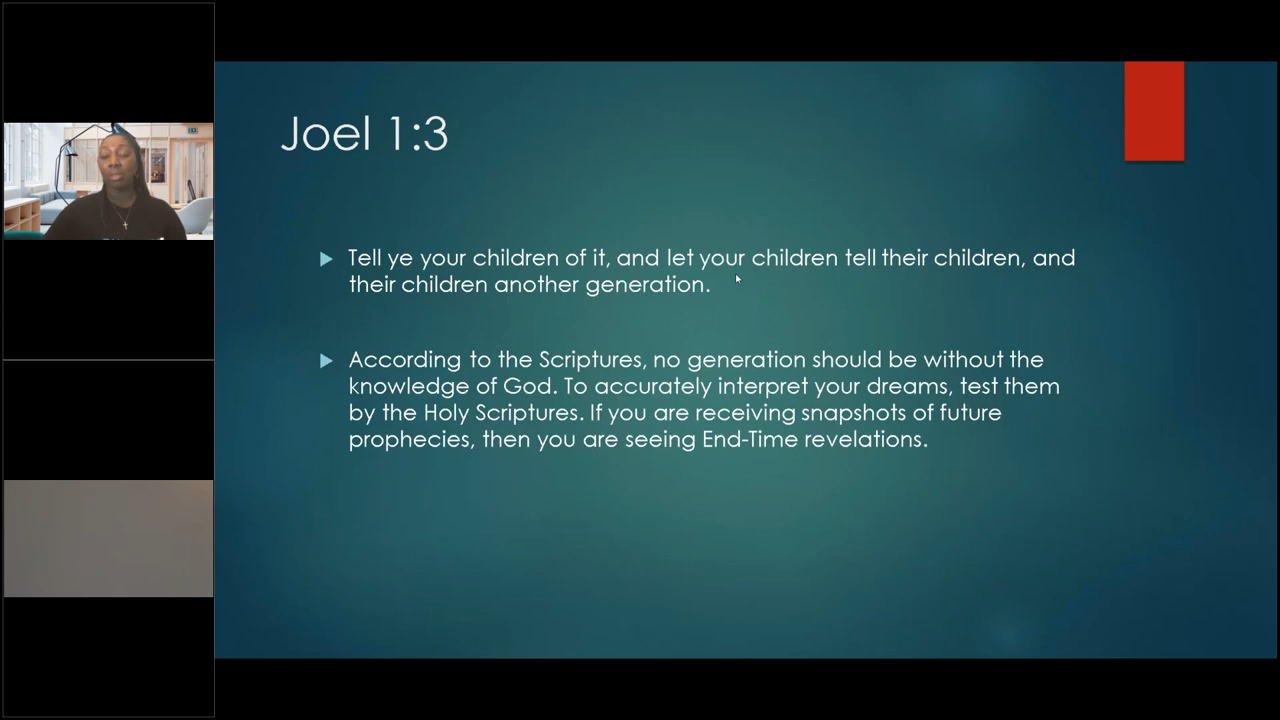 Joel 1:3
Tell ye your children of it, and let your children tell their children, and
their children another generation.
According to the Scriptures, no generation should be without the
knowledge of God. To accurately interpret your dreams, test them
by the Holy Scriptures. If you are receiving snapshots of future
prophecies, then you are seeing End-Time revelations.